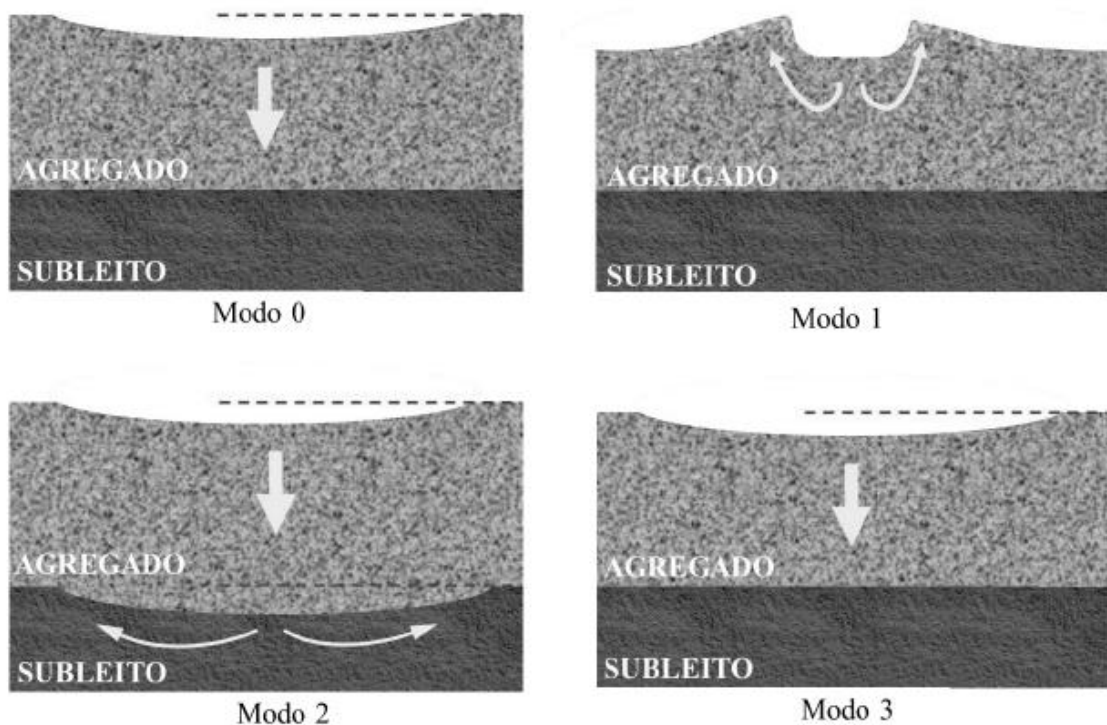 AGREGADO
SUBLEITO
Modo 0
AGREGADO
SUBLEITO
Modo 1
AGREGADO
SUBLEITO
Modo 2
AGREGADO
SUBLEITO
Modo 3